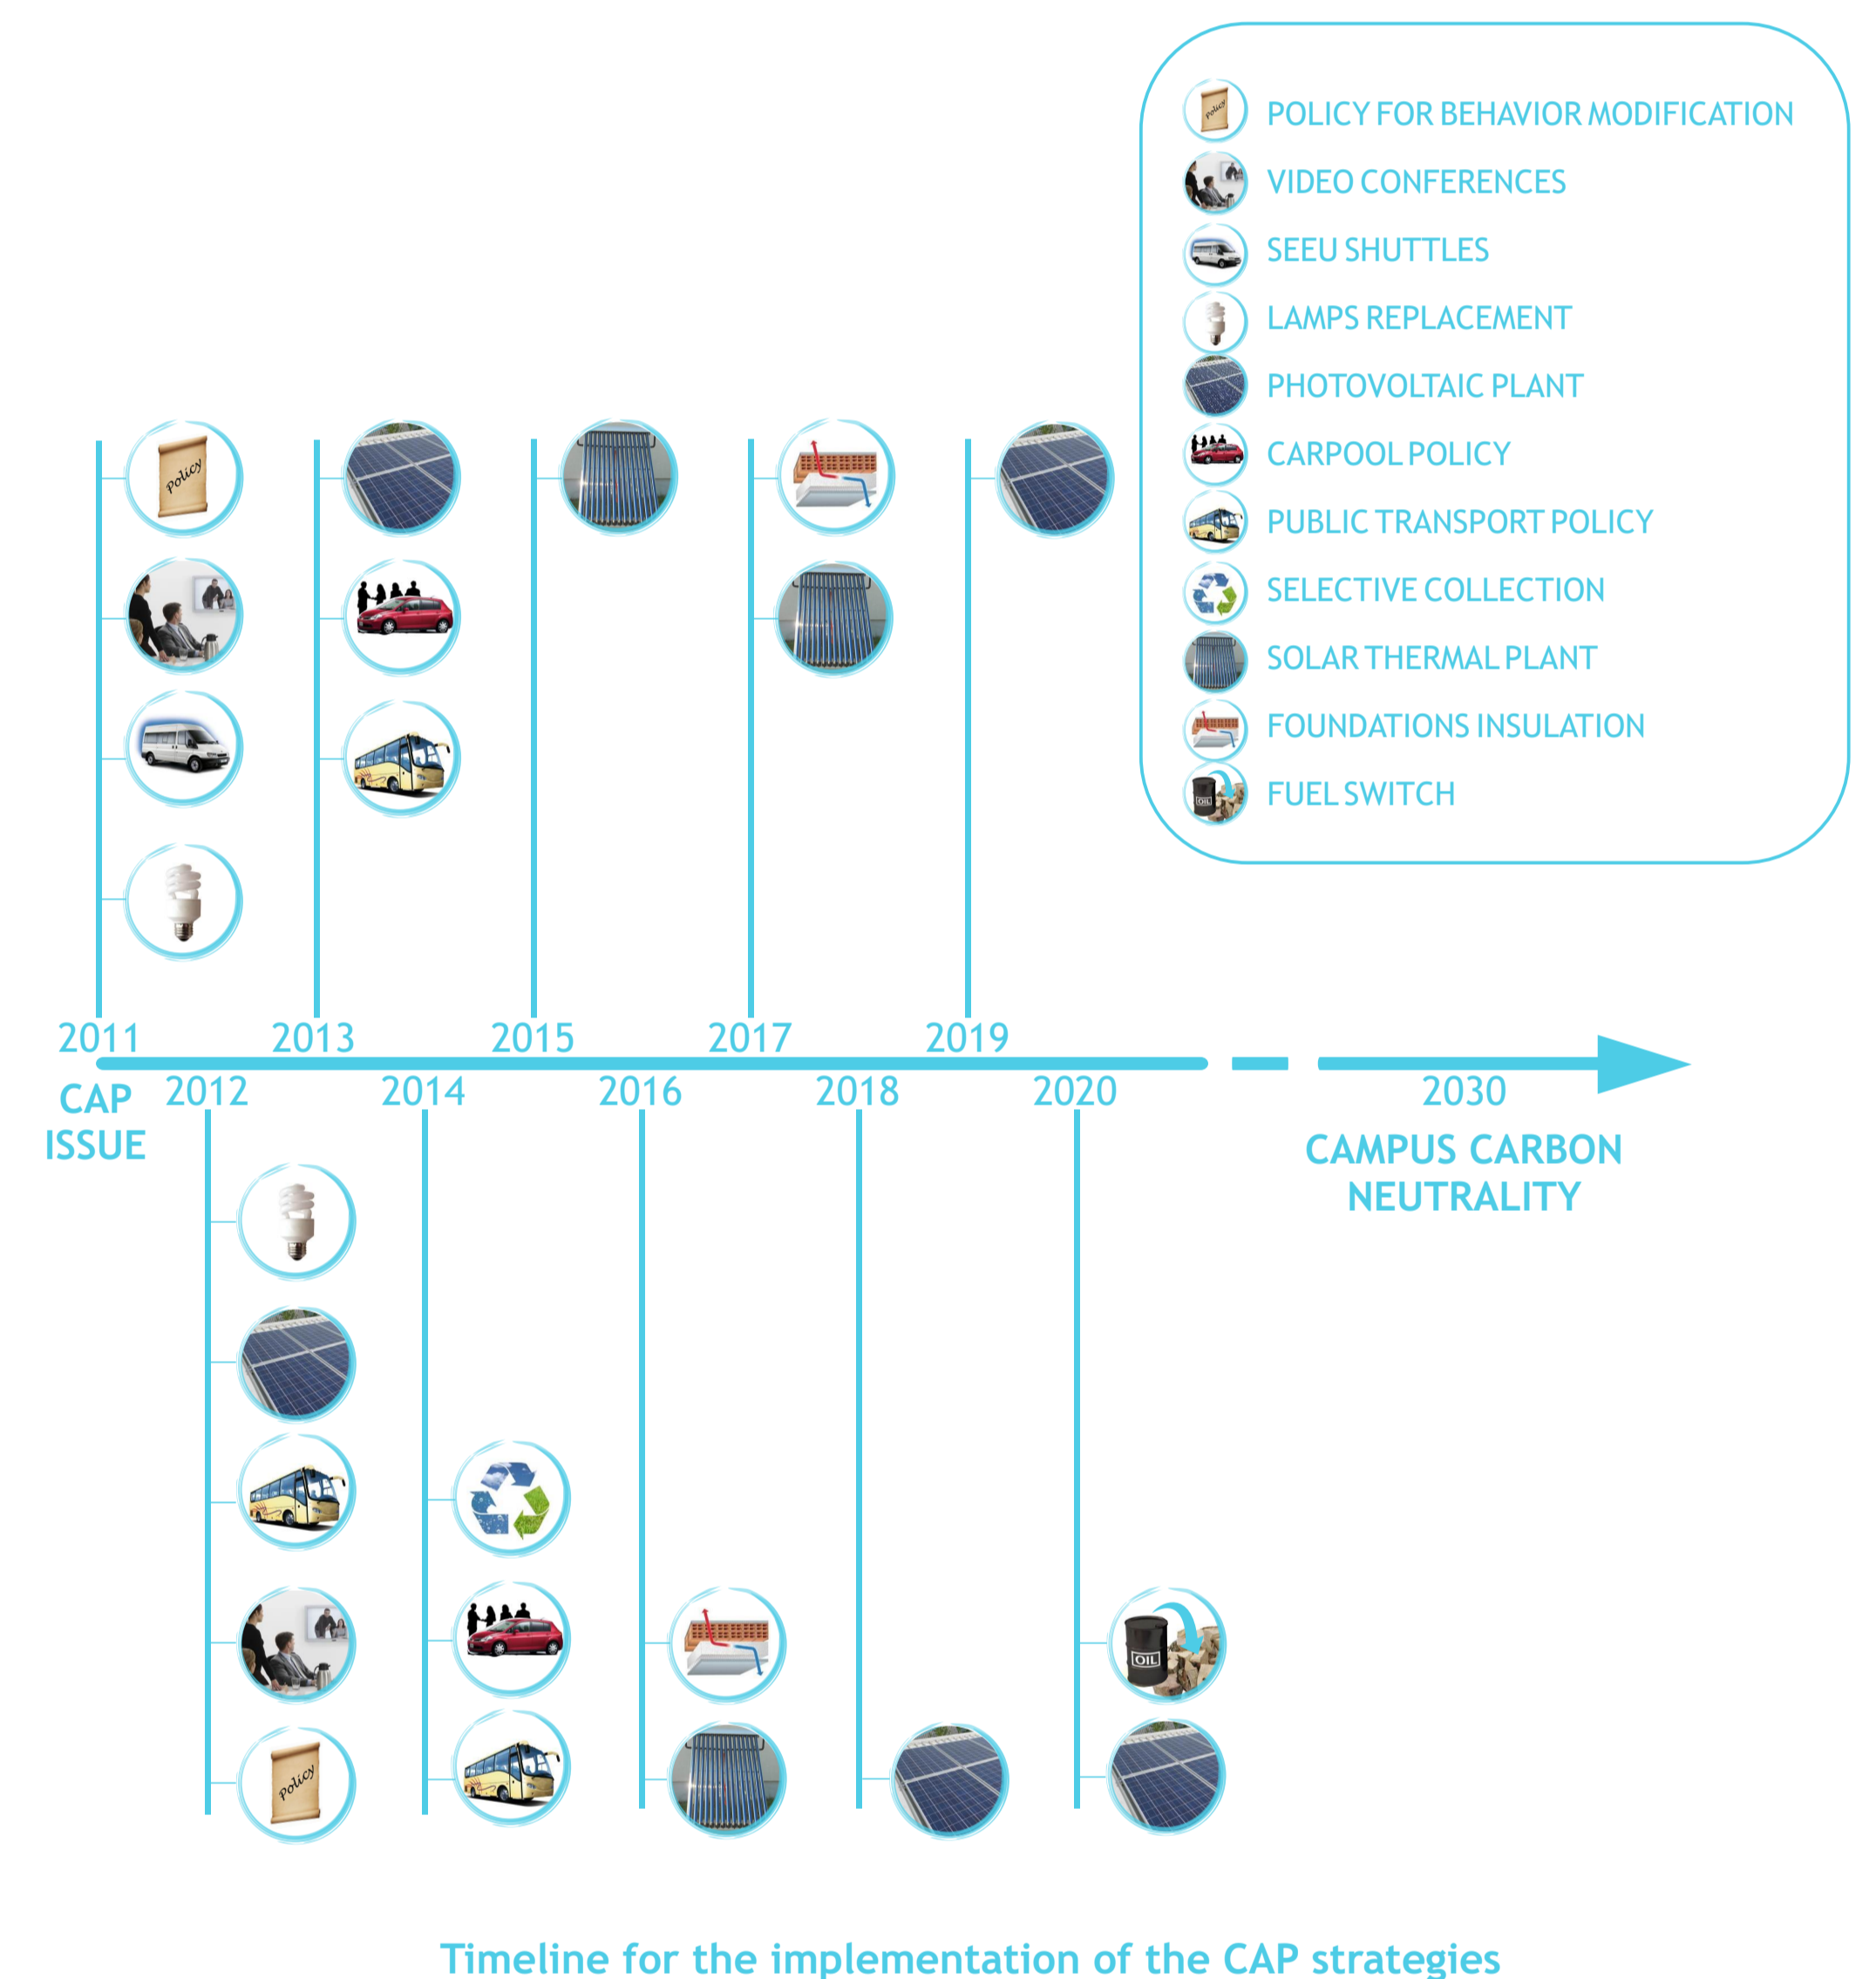 POLICY FOR BEHAVIOR MODIFICATION
VIDEO CONFERENCES
SEEU SHUTTLES
LAMPS REPLACEMENT
PHOTOVOLTAIC PLANT
CARPOOL POLICY
PUBLIC TRANSPORT POLICY
SELECTIVE COLLECTION
SOLAR THERMAL PLANT
FOUNDATIONS INSULATION
FUEL SWITCH
Policy
Policy
OIL
2011 2013 2015 2017 2019
2012 2014 2016 2018 2020 2030
CAP
ISSUE
CAMPUS CARBON
NEUTRALITY
OIL
Policy
Timeline for the implementation of the CAP strategies